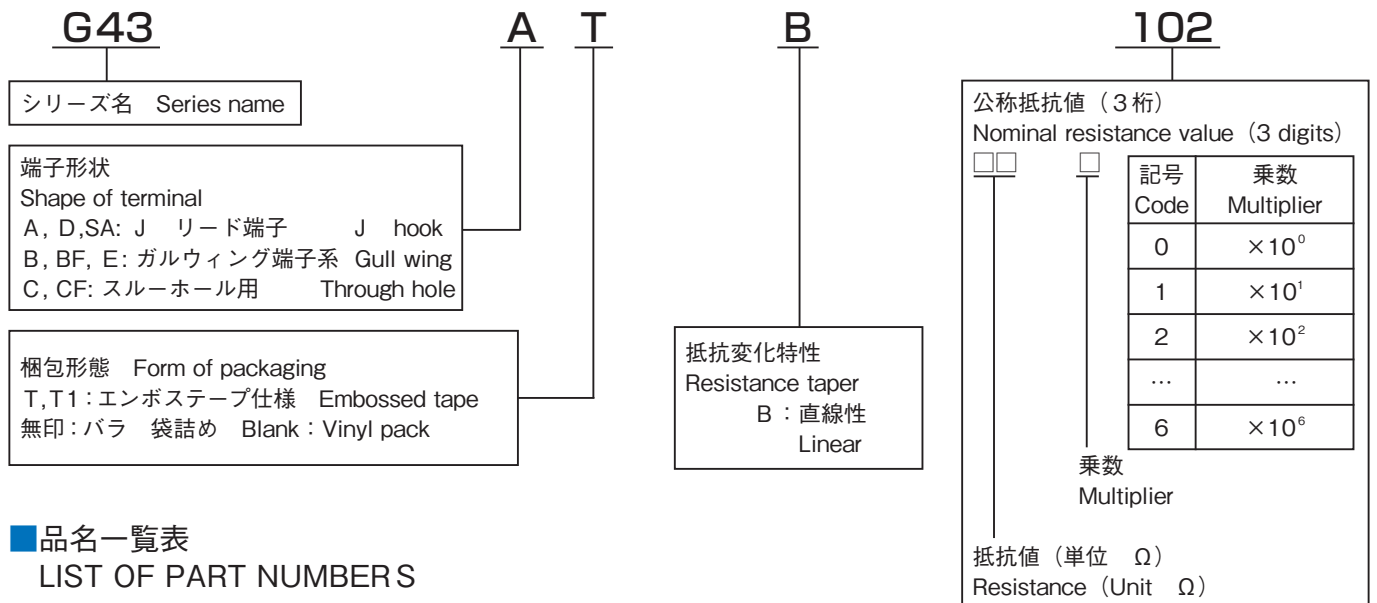 G43 A T B 102
シリーズ名 Series name
端子形状
Shape of terminal
A, D,SA: J リード端子 J hook
B, BF, E: ガルウィング端子系 Gull wing
C, CF: スルーホール用 Through hole
梱包形態 Form of packaging
T,T1:エンボステープ仕様 Embossed tape
無印:バラ 袋詰め Blank:Vinyl pack
抵抗変化特性
Resistance taper
B:直線性
Linear
公称抵抗値(3桁)
Nominal resistance value(3 digits)
□□ □
記号 乗数
Code Multiplier
0 ×10⁰
1 ×10¹
2 ×10²
… …
6 ×10⁶
乗数
Multiplier
抵抗値(単位 Ω)
Resistance(Unit Ω)
■品名一覧表
LIST OF PART NUMBERS